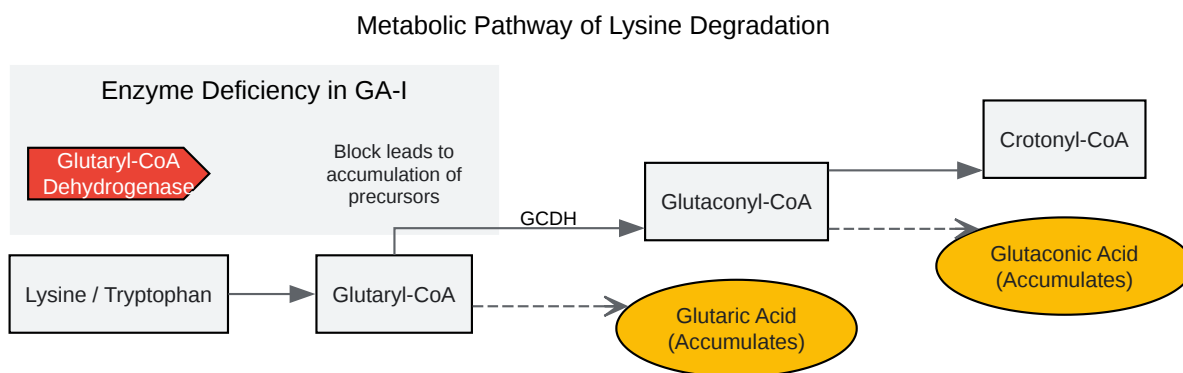 Metabolic Pathway of Lysine Degradation
Enzyme Deficiency in GA-I
Glutaryl-CoA
Dehydrogenase
Block leads to
accumulation of
precursors
Crotonyl-CoA
Glutaconyl-CoA
GCDH
Lysine / Tryptophan
Glutaryl-CoA
Glutaric Acid
(Accumulates)
Glutaconic Acid
(Accumulates)